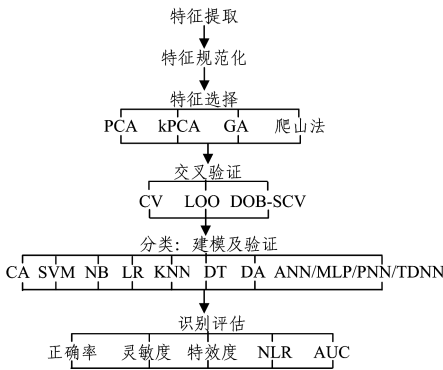 特征提取
特征规范化
特征选择
PCA kPCA GA 爬山法
交叉验证
CV LOO DOB-SCV
分类：建模及验证
CA SVM NB LR KNN DT DA ANN/MLP/PNN/TDNN
识别评估
正确率 灵敏度 特效度 NLR AUC